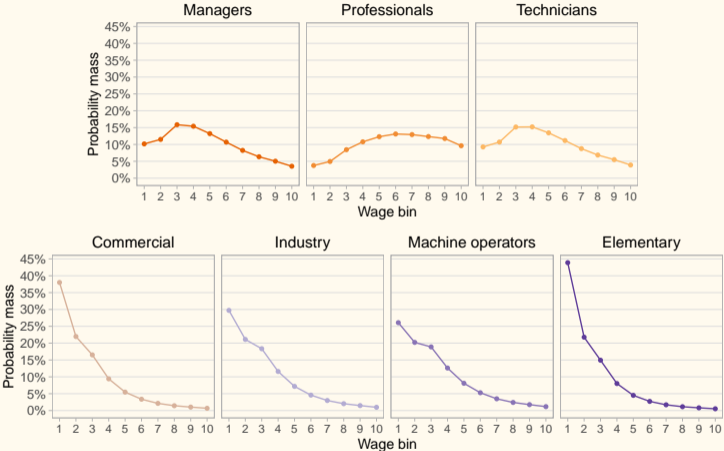 Managers Professionals Technicians
45%
40%
35%
30%
25%
20%
15%
10%
5%
0%
Probability mass
1 2 3 4 5 6 7 8 9 10 1 2 3 4 5 6 7 8 9 10 1 2 3 4 5 6 7 8 9 10
Wage bin
Commercial Industry Machine operators Elementary
45%
40%
35%
30%
25%
20%
15%
10%
5%
0%
Probability mass
1 2 3 4 5 6 7 8 9 10 1 2 3 4 5 6 7 8 9 10 1 2 3 4 5 6 7 8 9 10 1 2 3 4 5 6 7 8 9 10
Wage bin